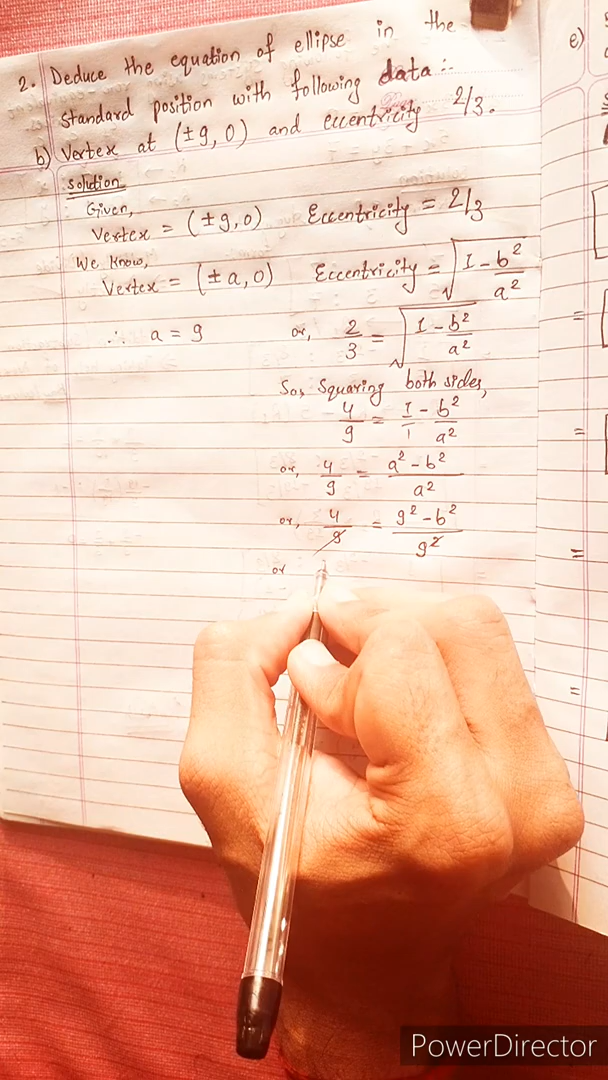 2. Deduce the equation of ellipse in the
standard position with following data :-
b) Vertex at (±9, 0) and eccentricity 2/3.
Solution
Given,
Vertex = (±9,0) Eccentricity = 2/3
We Know,
Vertex = (±a,0) Eccentricity = √(1 - b²/a²)
∴ a = 9 or, 2/3 = √(1 - b²/a²)
So, Squaring both sides,
4/9 = 1/1 - b²/a²
or, 4/9 = a² - b²/a²
or, 4/9 = 9² - b²/9²
or
e)
=
=
=
=
PowerDirector